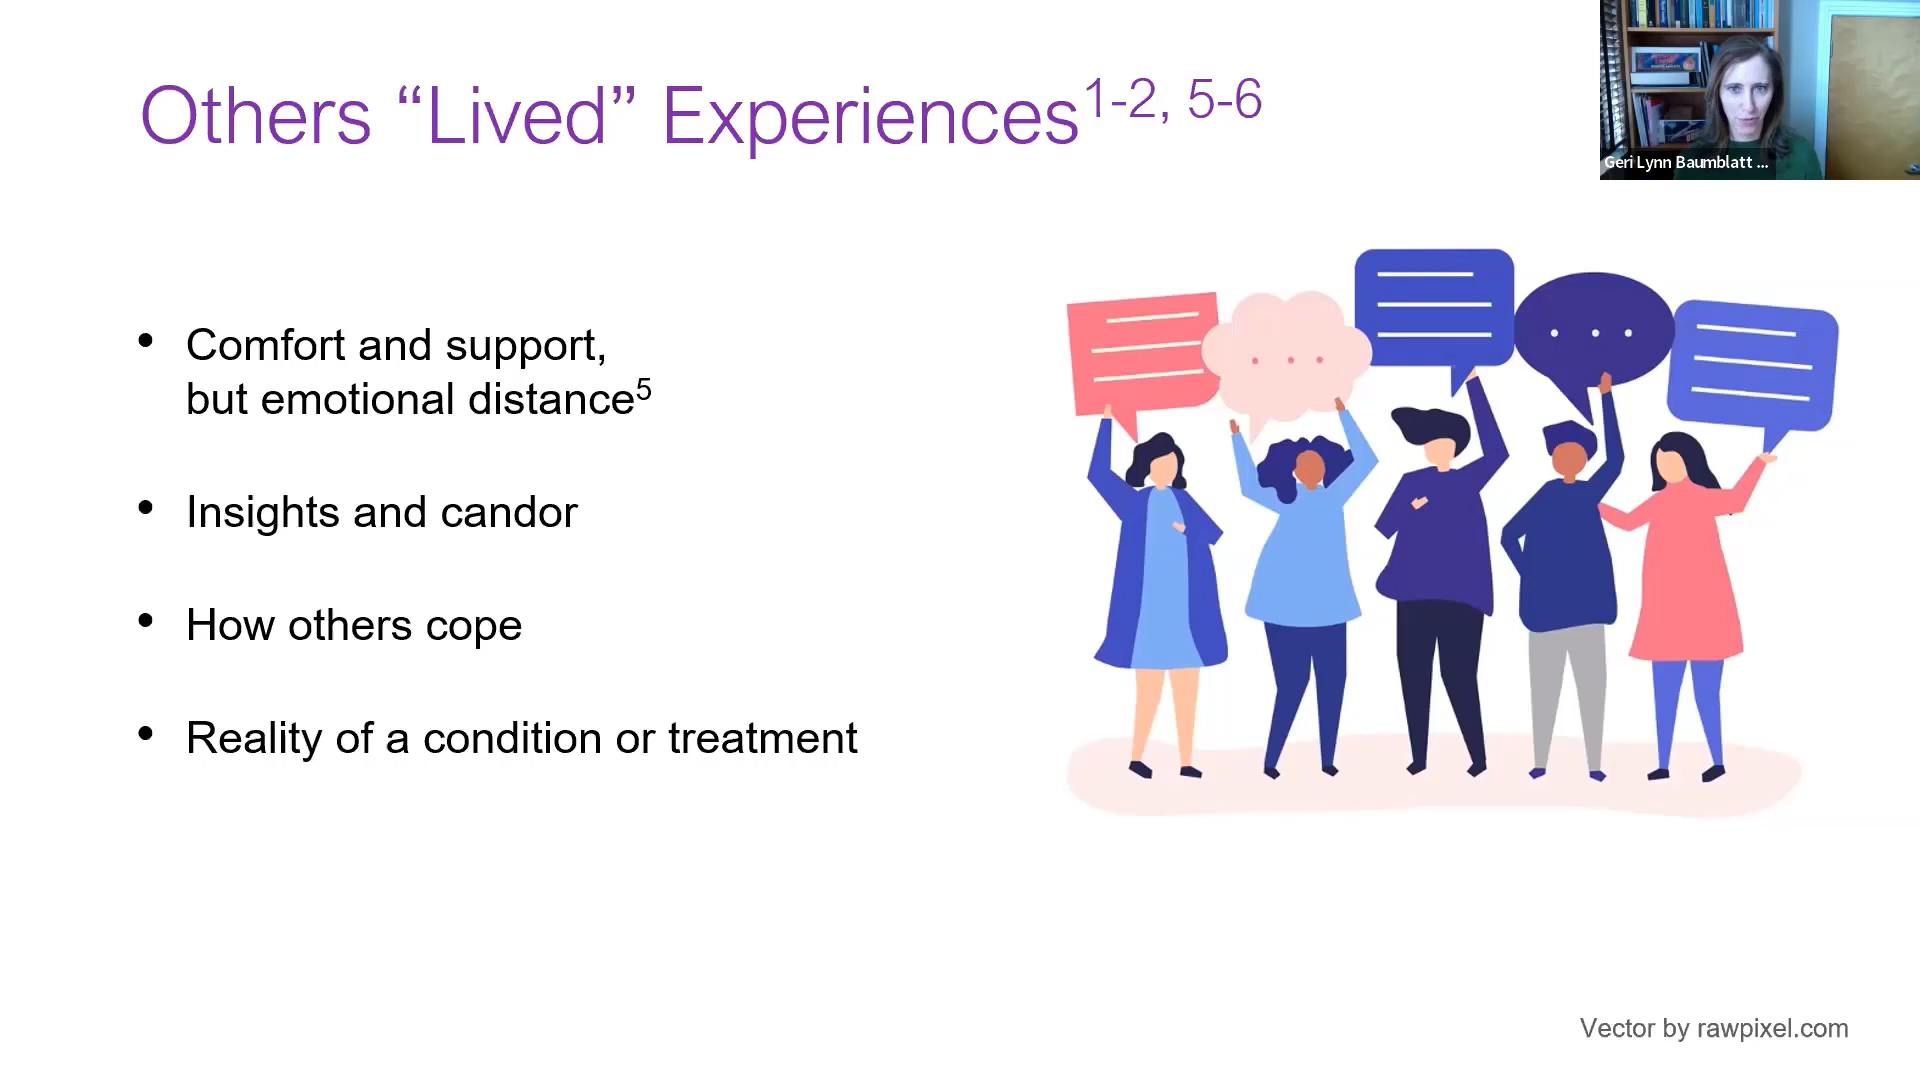 Others “Lived” Experiences1-2, 5-6
Geri Lynn Baumblatt ...
• Comfort and support,
but emotional distance5
• Insights and candor
• How others cope
• Reality of a condition or treatment
Vector by rawpixel.com